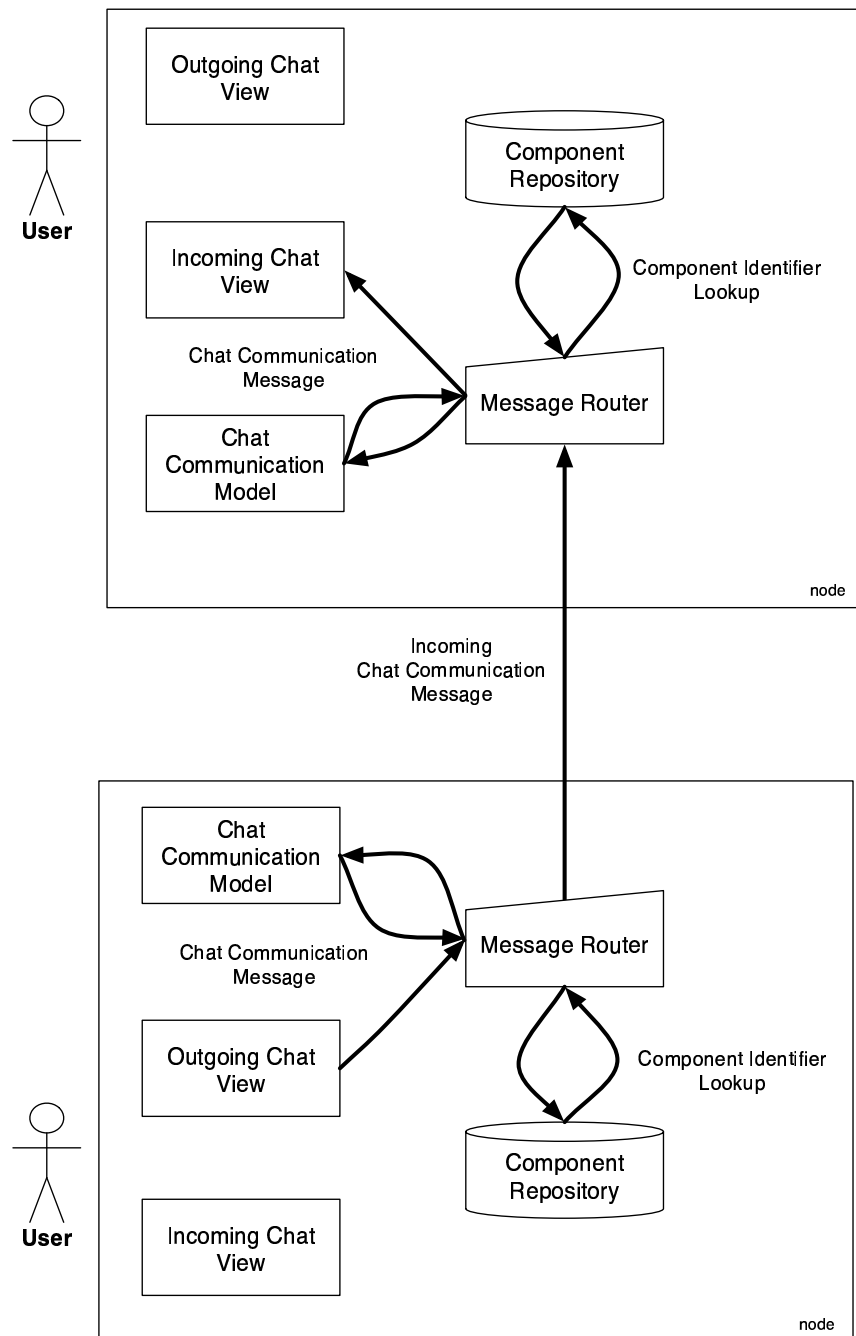 Outgoing Chat
View
Component
Repository
User
Incoming Chat
View
Component Identifier
Lookup
Chat Communication
Message
Message Router
Chat
Communication
Model
node
Incoming
Chat Communication
Message
Chat
Communication
Model
Message Router
Chat Communication
Message
Outgoing Chat
View
Component Identifier
Lookup
Component
Repository
User
Incoming Chat
View
node